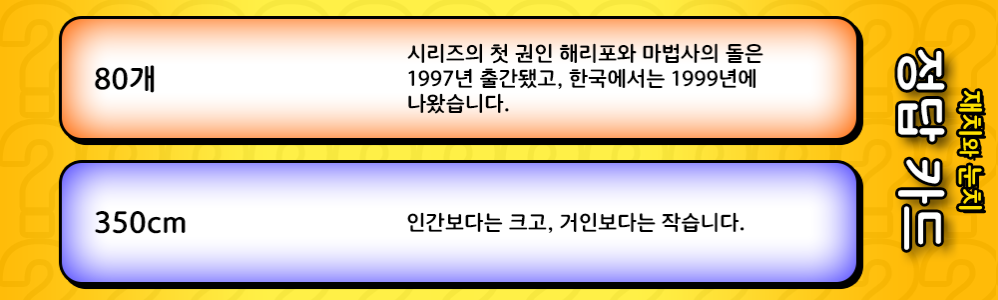 80개
시리즈의 첫 권인 해리포와 마법사의 돌은
1997년 출간됐고, 한국에서는 1999년에
나왔습니다.
350cm
인간보다는 크고, 거인보다는 작습니다.
재치와 눈치
정답 카드